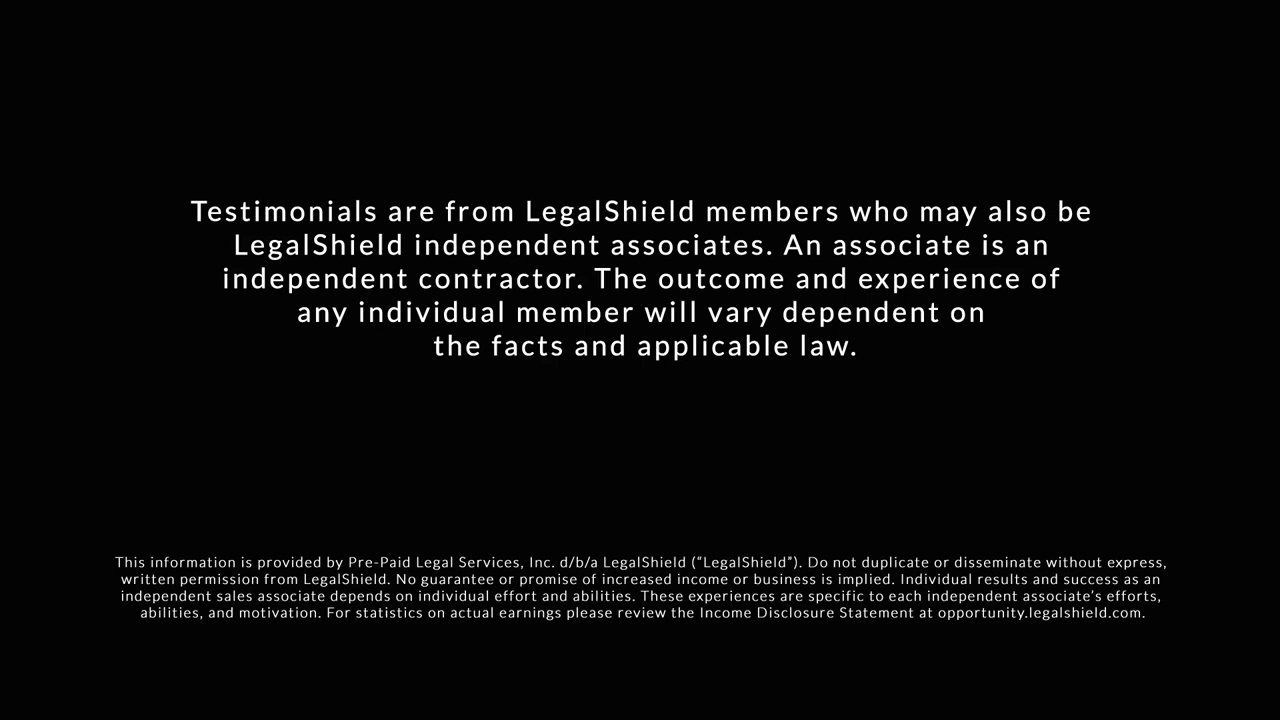 Testimonials are from LegalShield members who may also be
LegalShield independent associates. An associate is an
independent contractor. The outcome and experience of
any individual member will vary dependent on
the facts and applicable law.
This information is provided by Pre-Paid Legal Services, Inc. d/b/a LegalShield (“LegalShield”). Do not duplicate or disseminate without express,
written permission from LegalShield. No guarantee or promise of increased income or business is implied. Individual results and success as an
independent sales associate depends on individual effort and abilities. These experiences are specific to each independent associate’s efforts,
abilities, and motivation. For statistics on actual earnings please review the Income Disclosure Statement at opportunity.legalshield.com.